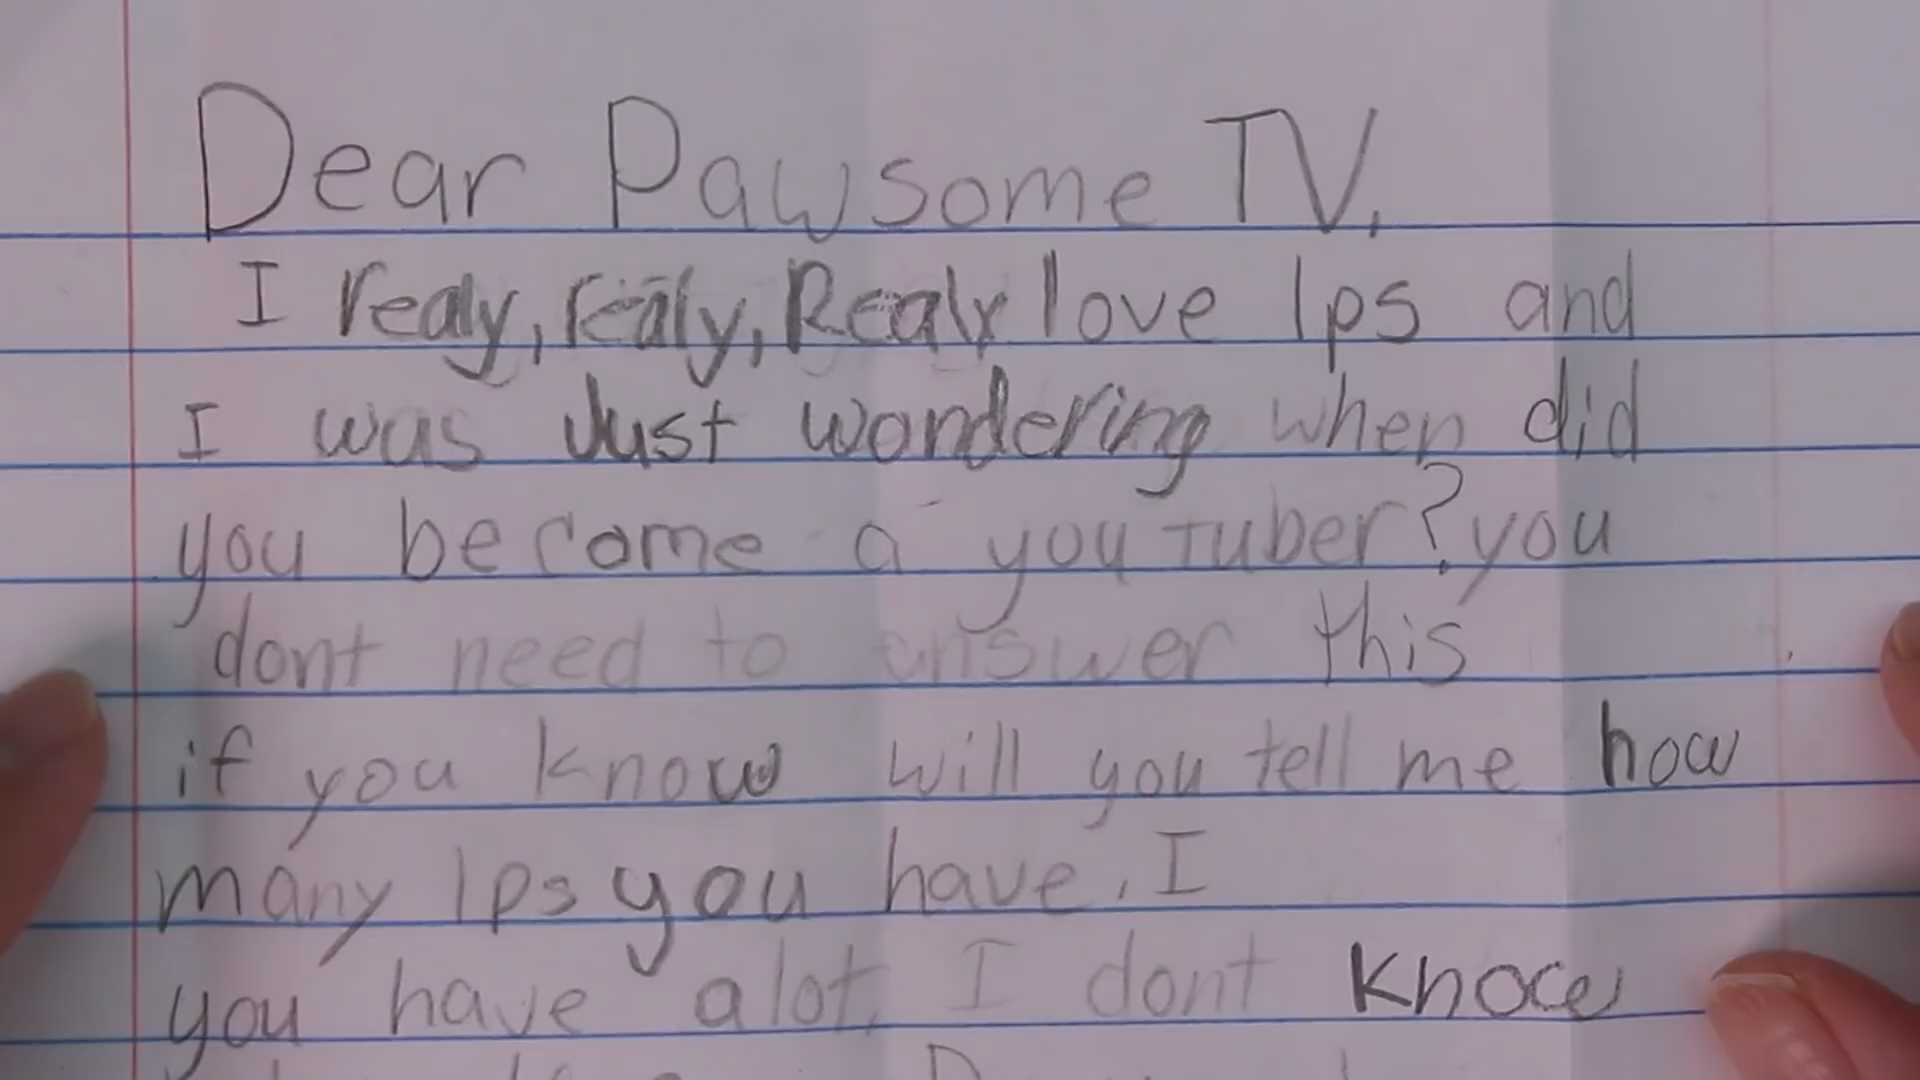 Dear Pawsome TV,
I realy, realy, Realy love lps and
I was Just wondering when did
you become a you Tuber? you
dont need to answer this
if you know will you tell me how
many lps you have. I
you have alot. I dont know